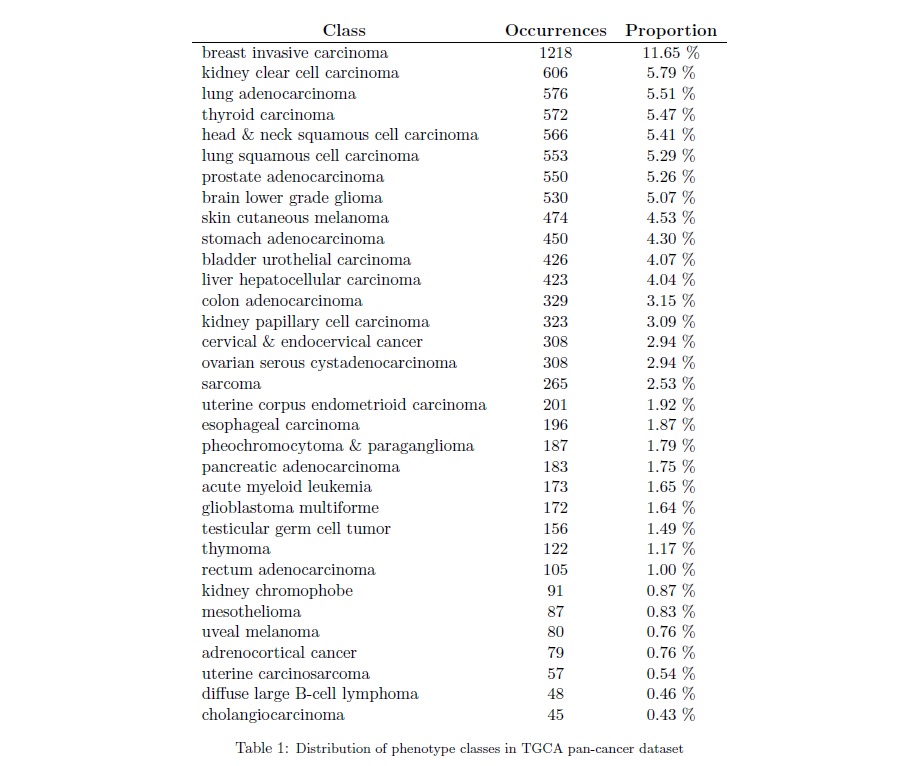 Class Occurrences Proportion
breast invasive carcinoma 1218 11.65 %
kidney clear cell carcinoma 606 5.79 %
lung adenocarcinoma 576 5.51 %
thyroid carcinoma 572 5.47 %
head & neck squamous cell carcinoma 566 5.41 %
lung squamous cell carcinoma 553 5.29 %
prostate adenocarcinoma 550 5.26 %
brain lower grade glioma 530 5.07 %
skin cutaneous melanoma 474 4.53 %
stomach adenocarcinoma 450 4.30 %
bladder urothelial carcinoma 426 4.07 %
liver hepatocellular carcinoma 423 4.04 %
colon adenocarcinoma 329 3.15 %
kidney papillary cell carcinoma 323 3.09 %
cervical & endocervical cancer 308 2.94 %
ovarian serous cystadenocarcinoma 308 2.94 %
sarcoma 265 2.53 %
uterine corpus endometrioid carcinoma 201 1.92 %
esophageal carcinoma 196 1.87 %
pheochromocytoma & paraganglioma 187 1.79 %
pancreatic adenocarcinoma 183 1.75 %
acute myeloid leukemia 173 1.65 %
glioblastoma multiforme 172 1.64 %
testicular germ cell tumor 156 1.49 %
thymoma 122 1.17 %
rectum adenocarcinoma 105 1.00 %
kidney chromophobe 91 0.87 %
mesothelioma 87 0.83 %
uveal melanoma 80 0.76 %
adrenocortical cancer 79 0.76 %
uterine carcinosarcoma 57 0.54 %
diffuse large B-cell lymphoma 48 0.46 %
cholangiocarcinoma 45 0.43 %
Table 1: Distribution of phenotype classes in TGCA pan-cancer dataset